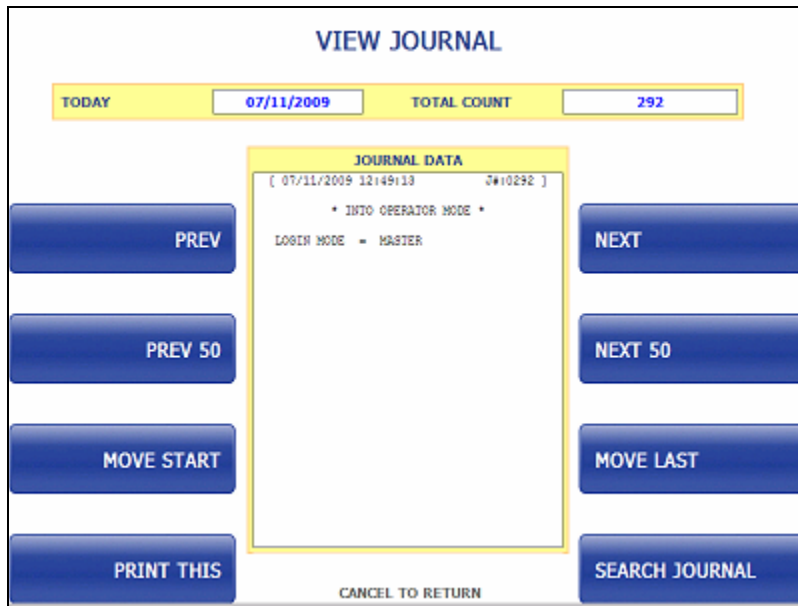 VIEW JOURNAL
TODAY 07/11/2009 TOTAL COUNT 292
JOURNAL DATA
[ 07/11/2009 12:49:13 J#:0292 ]
* INTO OPERATOR MODE *
LOGIN MODE = MASTER
PREV
NEXT
PREV 50
NEXT 50
MOVE START
MOVE LAST
PRINT THIS
SEARCH JOURNAL
CANCEL TO RETURN